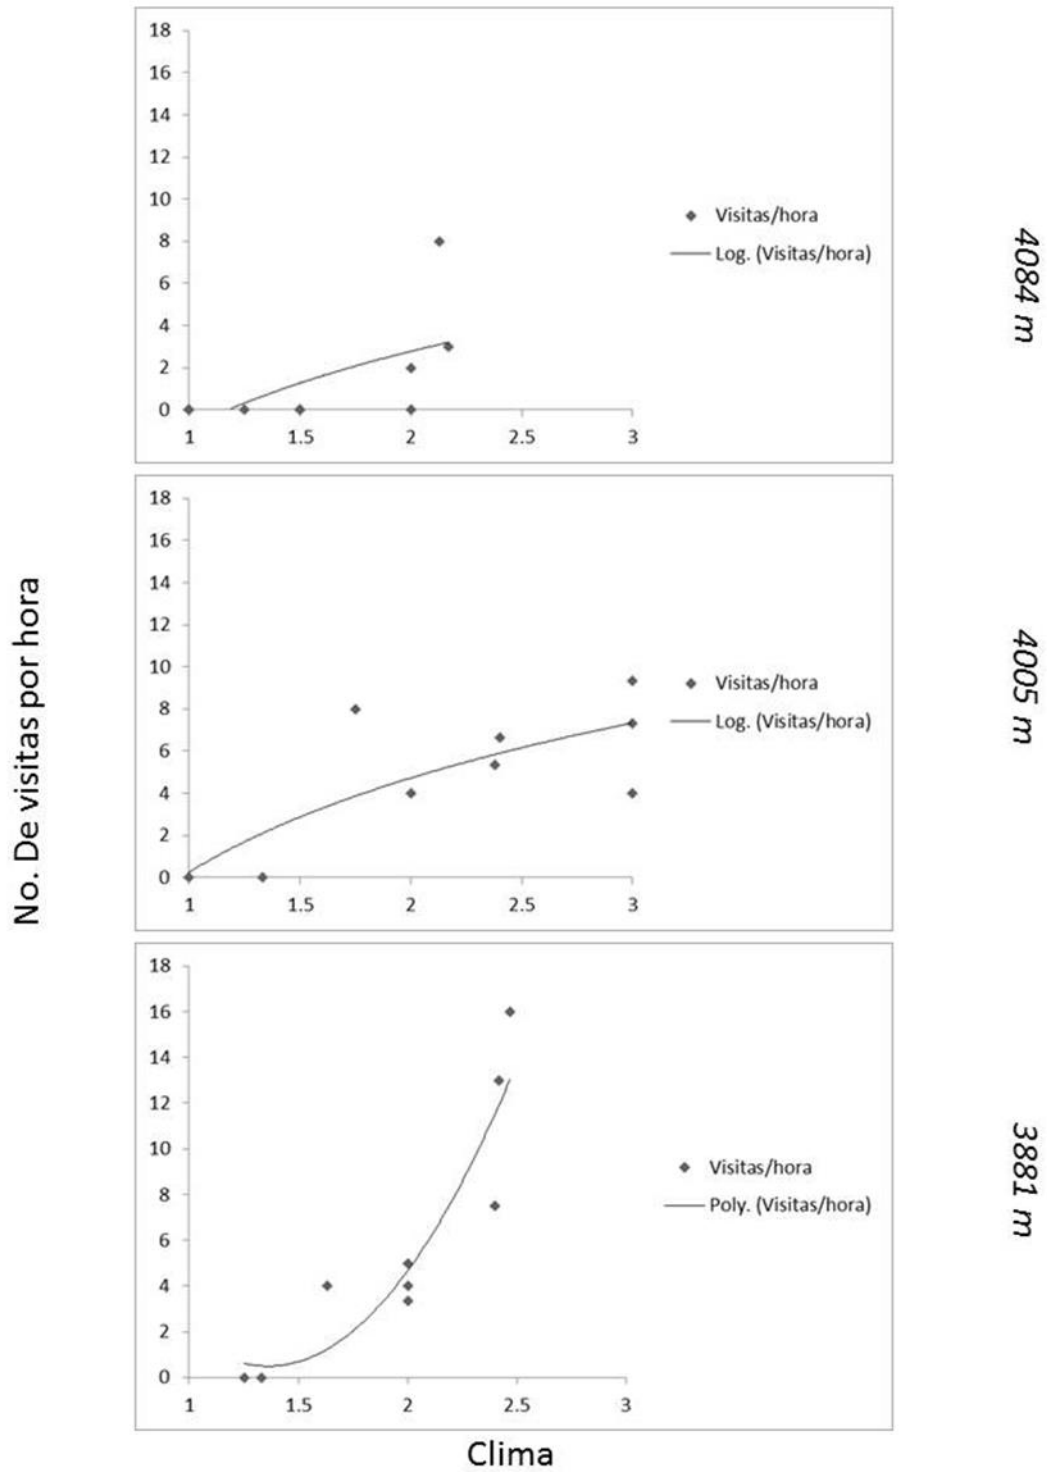 18
16
14
12
10
8
6
4
2
0
1 1.5 2 2.5 3
Visitas/hora
Log. (Visitas/hora)
4084 m
18
16
14
12
10
8
6
4
2
0
1 1.5 2 2.5 3
Visitas/hora
Log. (Visitas/hora)
4005 m
No. De visitas por hora
18
16
14
12
10
8
6
4
2
0
1 1.5 2 2.5 3
Visitas/hora
Poly. (Visitas/hora)
3881 m
Clima